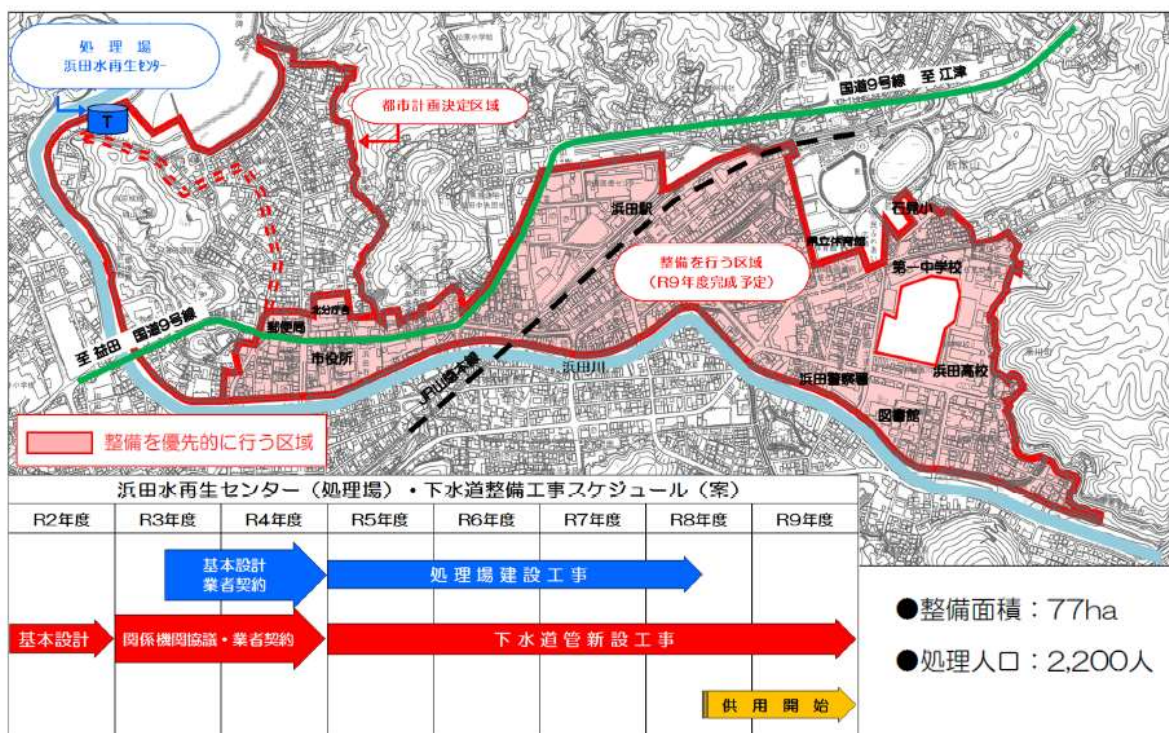 処理場
浜田水再生センター
T
都市計画決定区域
国道9号線 至 江津
浜田駅
石見小
県立体育館
第一中学校
整備を行う区域
(R9年度完成予定)
至 益田 国道9号線
郵便局
市役所
JR山陰本線
浜田川
浜田警察署
浜田高校
図書館
整備を優先的に行う区域
浜田水再生センター(処理場)・下水道整備工事スケジュール(案)
R2年度 R3年度 R4年度 R5年度 R6年度 R7年度 R8年度 R9年度
基本設計
業者契約
処理場建設工事
基本設計
関係機関協議・業者契約
下水道管新設工事
供用開始
●整備面積:77ha
●処理人口:2,200人